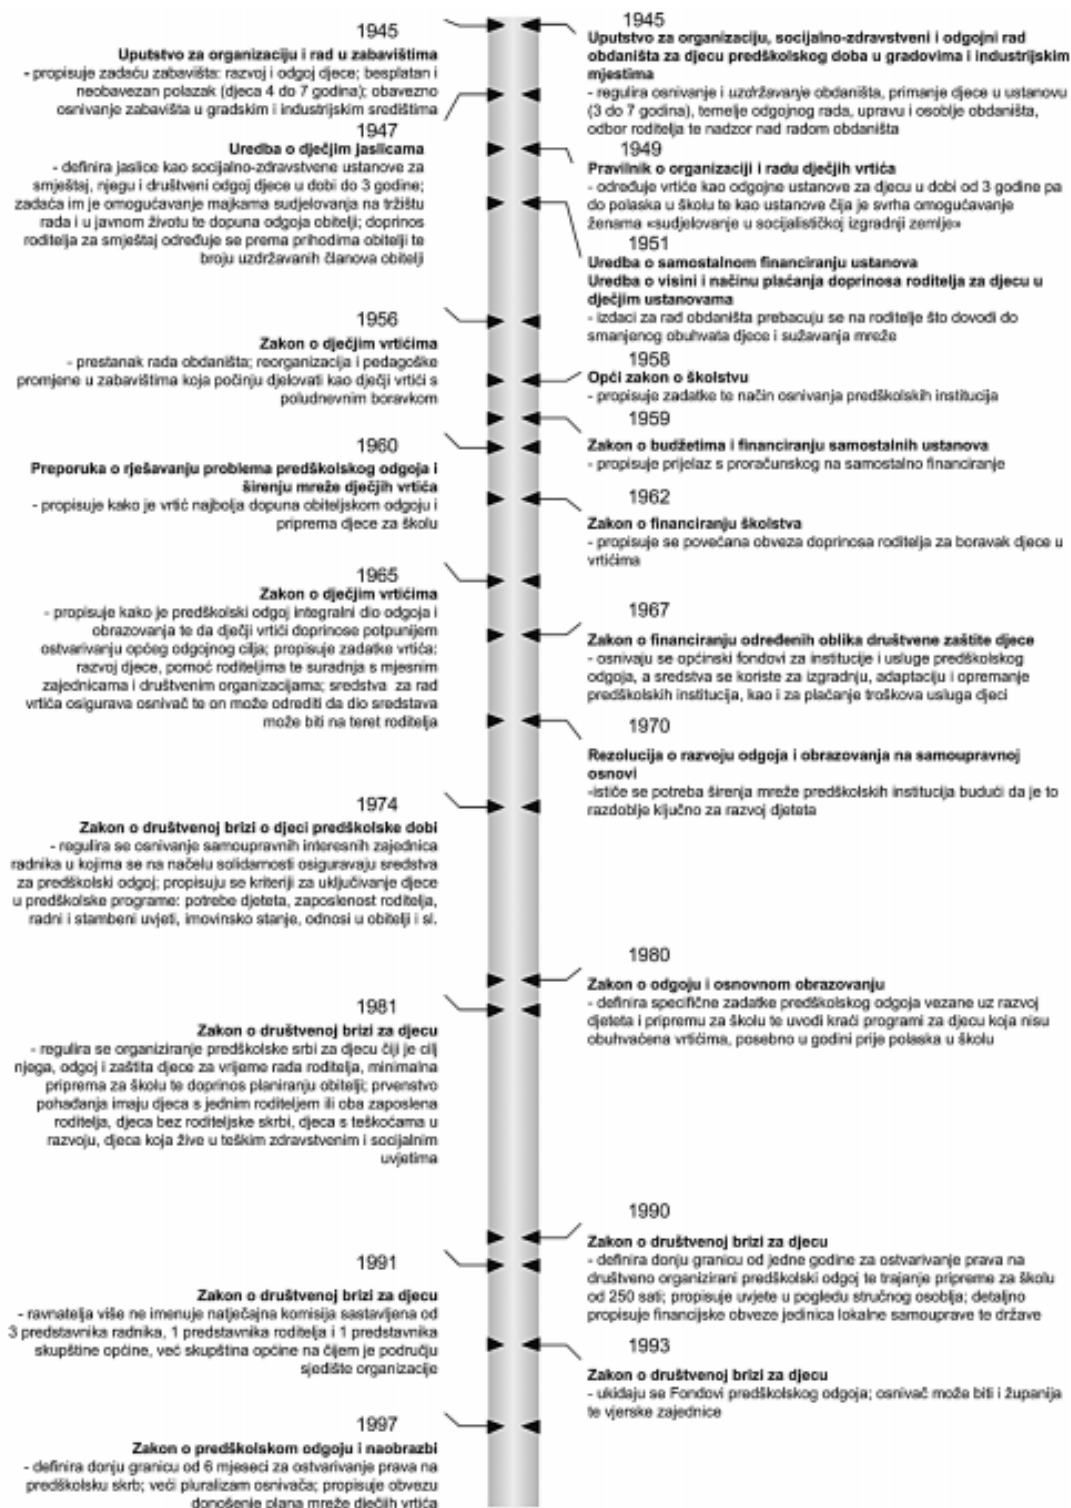 1945
Uputstvo za organizaciju i rad u zabavištima
- propisuje zadaću zabavišta: razvoj i odgoj djece; besplatan i
neobavezan polazak (djeca 4 do 7 godina); obavezno
osnivanje zabavišta u gradskim i industrijskim središtima
1945
Uputstvo za organizaciju, socijalno-zdravstveni i odgojni rad
obdaništa za djecu predškolskog doba u gradovima i industrijskim
mjestima
- regulira osnivanje i uzdržavanje obdaništa, primanje djece u ustanovu
(3 do 7 godina), temelje odgojnog rada, upravu i osoblje obdaništa,
odbor roditelja te nadzor nad radom obdaništa
1947
Uredba o dječjim jaslicama
- definira jaslice kao socijalno-zdravstvene ustanove za
smještaj, njegu i društveni odgoj djece u dobi do 3 godine;
zadaća im je omogućavanje majkama sudjelovanja na tržištu
rada i u javnom životu te dopuna odgoja obitelji; doprinos
roditelja za smještaj određuje se prema prihodima obitelji te
broju uzdržavanih članova obitelji
1949
Pravilnik o organizaciji i radu dječjih vrtića
- određuje vrtiće kao odgojne ustanove za djecu u dobi od 3 godine pa
do polaska u školu te kao ustanove čija je svrha omogućavanje
ženama «sudjelovanje u socijalističkoj izgradnji zemlje»
1951
Uredba o samostalnom financiranju ustanova
Uredba o visini i načinu plaćanja doprinosa roditelja za djecu u
dječjim ustanovama
- izdaci za rad obdaništa prebacuju se na roditelje što dovodi do
smanjenog obuhvata djece i sužavanja mreže
1956
Zakon o dječjim vrtićima
- prestanak rada obdaništa; reorganizacija i pedagoške
promjene u zabavištima koja počinju djelovati kao dječji vrtići s
poludnevnim boravkom
1958
Opći zakon o školstvu
- propisuje zadatke te način osnivanja predškolskih institucija
1959
Zakon o budžetima i financiranju samostalnih ustanova
- propisuje prijelaz s proračunskog na samostalno financiranje
1960
Preporuka o rješavanju problema predškolskog odgoja i
širenju mreže dječjih vrtića
- propisuje kako je vrtić najbolja dopuna obiteljskom odgoju i
priprema djece za školu
1962
Zakon o financiranju školstva
- propisuje se povećana obveza doprinosa roditelja za boravak djece u
vrtićima
1965
Zakon o dječjim vrtićima
- propisuje kako je predškolski odgoj integralni dio odgoja i
obrazovanja te da dječji vrtići doprinose potpunijem
ostvarivanju općeg odgojnog cilja; propisuje zadatke vrtića:
razvoj djece, pomoć roditeljima te suradnja s mjesnim
zajednicama i društvenim organizacijama; sredstva za rad
vrtića osigurava osnivač te on može odrediti da dio sredstava
može biti na teret roditelja
1967
Zakon o financiranju određenih oblika društvene zaštite djece
- osnivaju se općinski fondovi za institucije i usluge predškolskog
odgoja, a sredstva se koriste za izgradnju, adaptaciju i opremanje
predškolskih institucija, kao i za plaćanje troškova usluga djeci
1970
Rezolucija o razvoju odgoja i obrazovanja na samoupravnoj
osnovi
-ističe se potreba širenja mreže predškolskih institucija budući da je to
razdoblje ključno za razvoj djeteta
1974
Zakon o društvenoj brizi o djeci predškolske dobi
- regulira se osnivanje samoupravnih interesnih zajednica
radnika u kojima se na načelu solidarnosti osiguravaju sredstva
za predškolski odgoj; propisuju se kriteriji za uključivanje djece
u predškolske programe: potrebe djeteta, zaposlenost roditelja,
radni i stambeni uvjeti, imovinsko stanje, odnosi u obitelji i sl.
1980
Zakon o odgoju i osnovnom obrazovanju
- definira specifične zadatke predškolskog odgoja vezane uz razvoj
djeteta i pripremu za školu te uvodi kraći programi za djecu koja nisu
obuhvaćena vrtićima, posebno u godini prije polaska u školu
1981
Zakon o društvenoj brizi za djecu
- regulira se organiziranje predškolske srbi za djecu čiji je cilj
njega, odgoj i zaštita djece za vrijeme rada roditelja, minimalna
priprema za školu te doprinos planiranju obitelji; prvenstvo
pohađanja imaju djeca s jednim roditeljem ili oba zaposlena
roditelja, djeca bez roditeljske skrbi, djeca s teškoćama u
razvoju, djeca koja žive u teškim zdravstvenim i socijalnim
uvjetima
1990
Zakon o društvenoj brizi za djecu
- definira donju granicu od jedne godine za ostvarivanje prava na
društveno organizirani predškolski odgoj te trajanje pripreme za školu
od 250 sati; propisuje uvjete u pogledu stručnog osoblja; detaljno
propisuje financijske obveze jedinica lokalne samouprave te države
1991
Zakon o društvenoj brizi za djecu
- ravnatelja više ne imenuje natječajna komisija sastavljena od
3 predstavnika radnika, 1 predstavnika roditelja i 1 predstavnika
skupštine općine, već skupština općine na čijem je području
sjedište organizacije
1993
Zakon o društvenoj brizi za djecu
- ukidaju se Fondovi predškolskog odgoja; osnivač može biti i županija
te vjerske zajednice
1997
Zakon o predškolskom odgoju i naobrazbi
- definira donju granicu od 6 mjeseci za ostvarivanje prava na
predškolsku skrb; veći pluralizam osnivača; propisuje obvezu
donošenje plana mreže dječjih vrtića